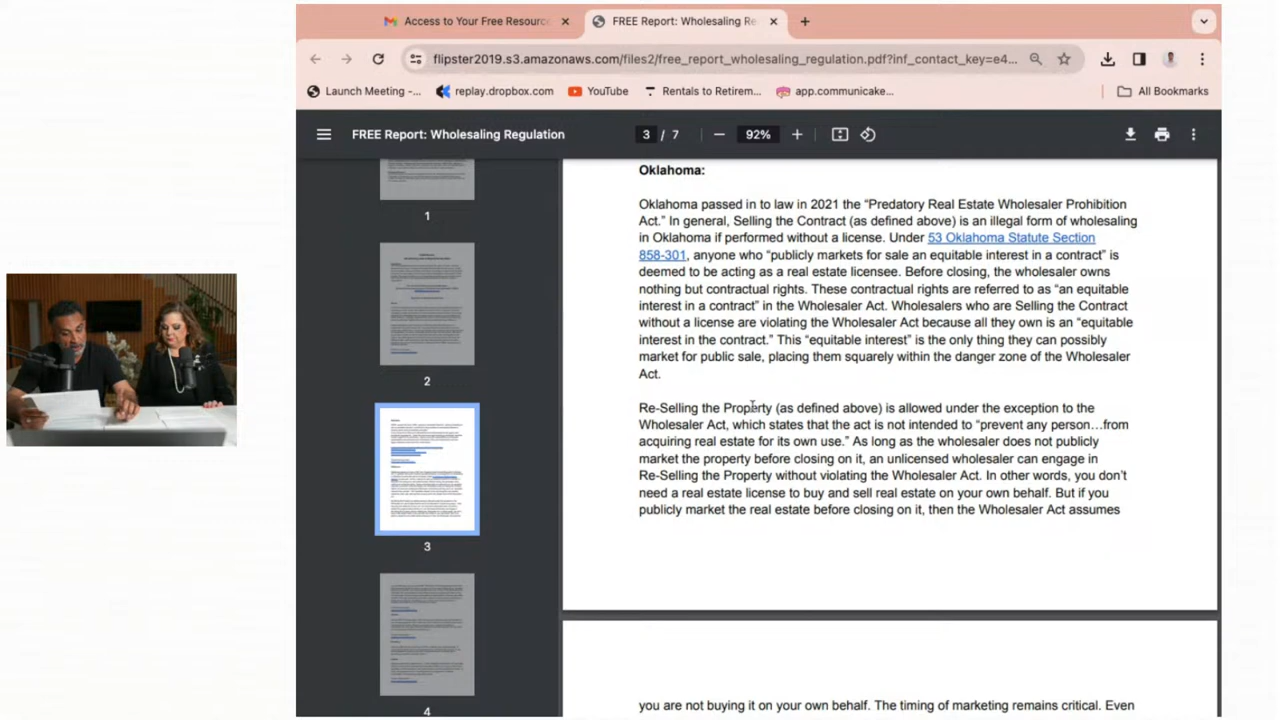 Access to Your Free Resourc
FREE Report: Wholesaling Re
flipster2019.s3.amazonaws.com/files2/free_report_wholesaling_regulation.pdf?inf_contact_key=e4...
Launch Meeting -...
replay.dropbox.com
YouTube
Rentals to Retirem...
app.communicake...
All Bookmarks
FREE Report: Wholesaling Regulation
3 / 7
92%
1
2
3
4
Oklahoma:
Oklahoma passed in to law in 2021 the “Predatory Real Estate Wholesaler Prohibition
Act.” In general, Selling the Contract (as defined above) is an illegal form of wholesaling
in Oklahoma if performed without a license. Under 53 Oklahoma Statute Section
858-301, anyone who “publicly markets for sale an equitable interest in a contract” is
deemed to be acting as a real estate licensee. Before closing, the wholesaler owns
nothing but contractual rights. These contractual rights are referred to as “an equitable
interest in a contract” in the Wholesaler Act. Wholesalers who are Selling the Contract
without a license are violating the Wholesaler Act because all they own is an “equitable
interest in the contract.” This “equitable interest” is the only thing they can possibly
market for public sale, placing them squarely within the danger zone of the Wholesaler
Act.
Re-Selling the Property (as defined above) is allowed under the exception to the
Wholesaler Act, which states that the act is not intended to “prevent any person…from
acquiring real estate for its own use.” As long as the wholesaler does not publicly
market the property before closing on it, an unlicensed wholesaler can engage in
Re-Selling the Property without violating the Wholesaler Act. In other words, you don’t
need a real estate license to buy and sell real estate on your own behalf. But if you
publicly market the real estate before closing on it, then the Wholesaler Act assumes
you are not buying it on your own behalf. The timing of marketing remains critical. Even